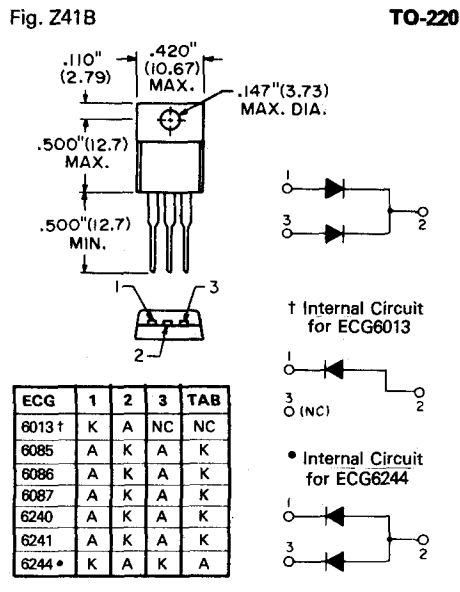 Fig. Z41B
TO-220
.110"
(2.79)
.420"
(10.67)
MAX.
.147"(3.73)
MAX. DIA.
.500"(12.7)
MAX.
.500"(12.7)
MIN.
1
3
2
1
3
2
† Internal Circuit
for ECG6013
1
3
(NC)
2
• Internal Circuit
for ECG6244
1
3
2
ECG 1 2 3 TAB
6013† K A NC NC
6085 A K A K
6086 A K A K
6087 A K A K
6240 A K A K
6241 A K A K
6244• K A K A